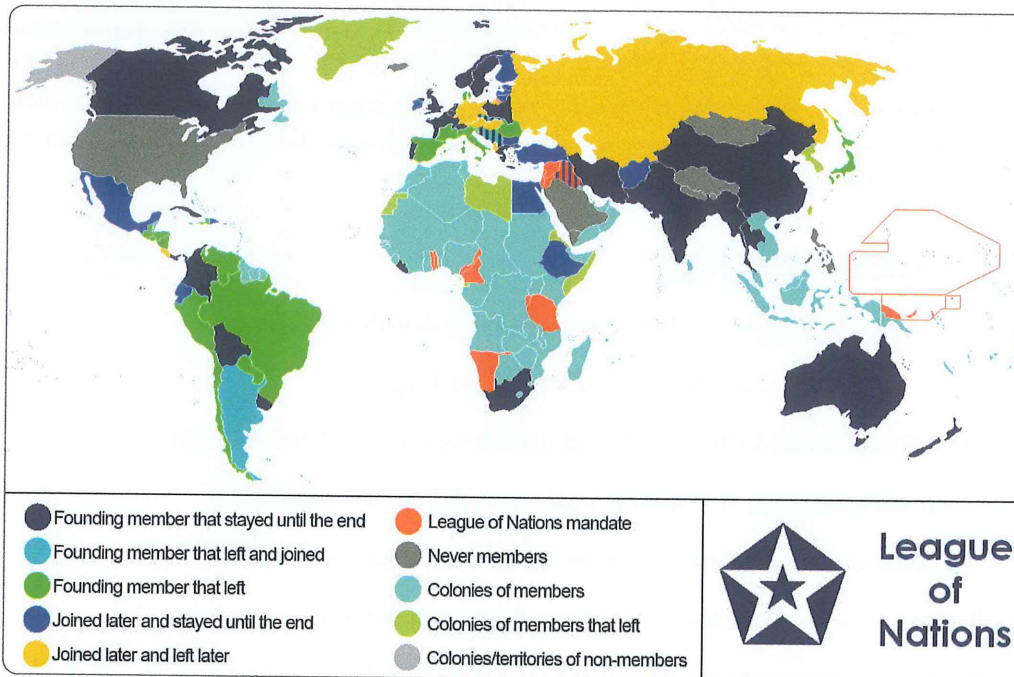 Founding member that stayed until the end
Founding member that left and joined
Founding member that left
Joined later and stayed until the end
Joined later and left later
League of Nations mandate
Never members
Colonies of members
Colonies of members that left
Colonies/territories of non-members
League
of
Nations